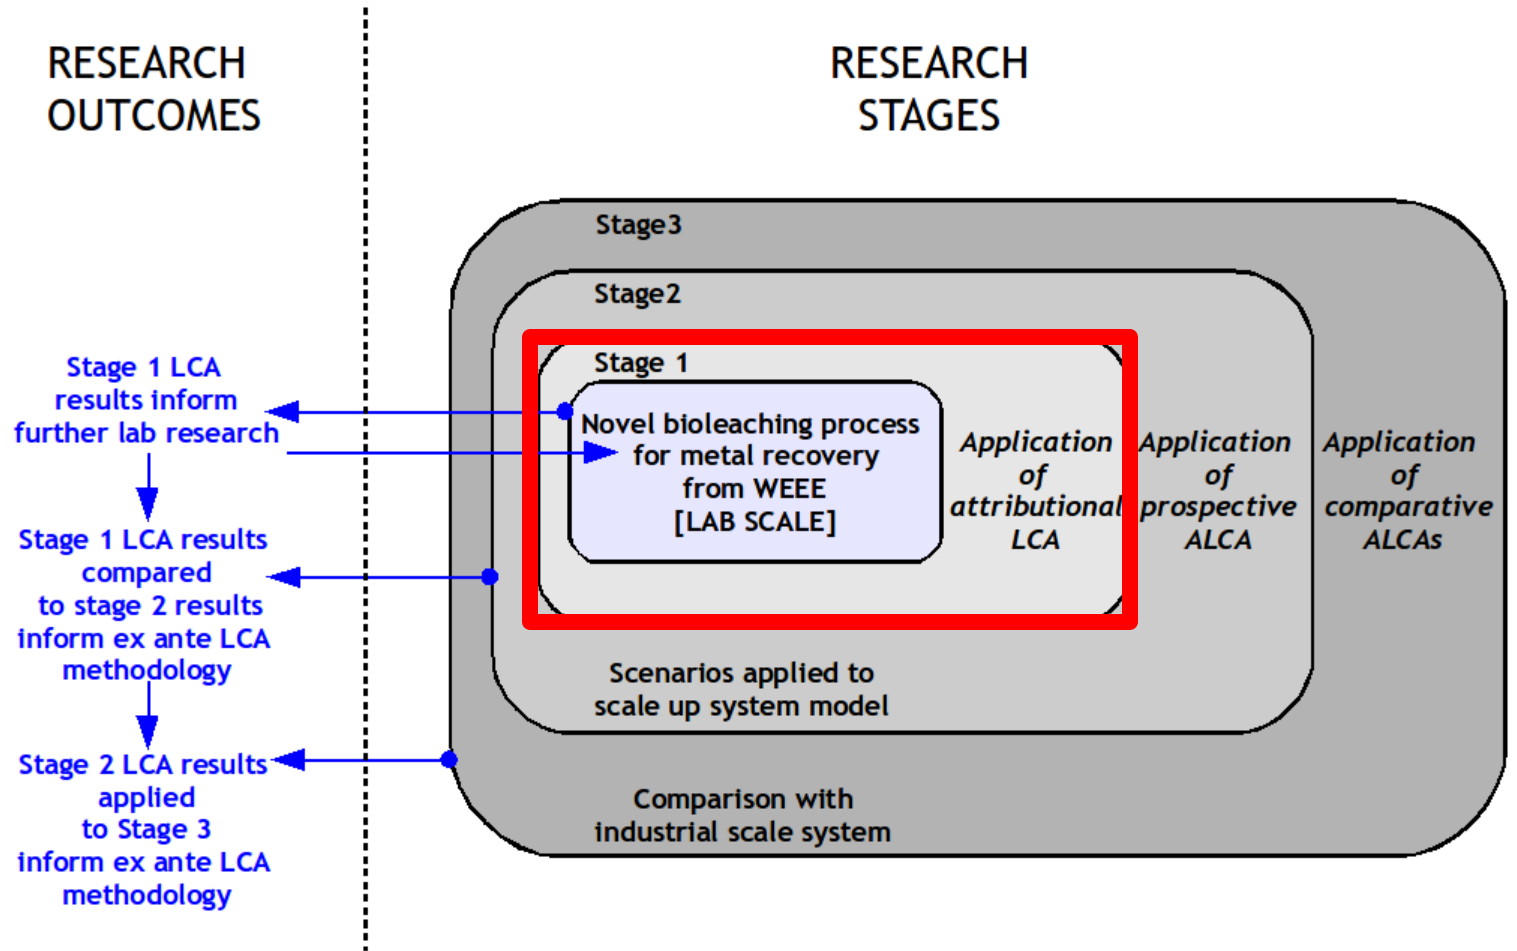 RESEARCH
OUTCOMES
RESEARCH
STAGES
Stage 1 LCA
results inform
further lab research
Stage 1 LCA results
compared
to stage 2 results
inform ex ante LCA
methodology
Stage 2 LCA results
applied
to Stage 3
inform ex ante LCA
methodology
Stage3
Stage2
Stage 1
Novel bioleaching process
for metal recovery
from WEEE
[LAB SCALE]
Application
of
attributional
LCA
Application
of
prospective
ALCA
Application
of
comparative
ALCAs
Scenarios applied to
scale up system model
Comparison with
industrial scale system